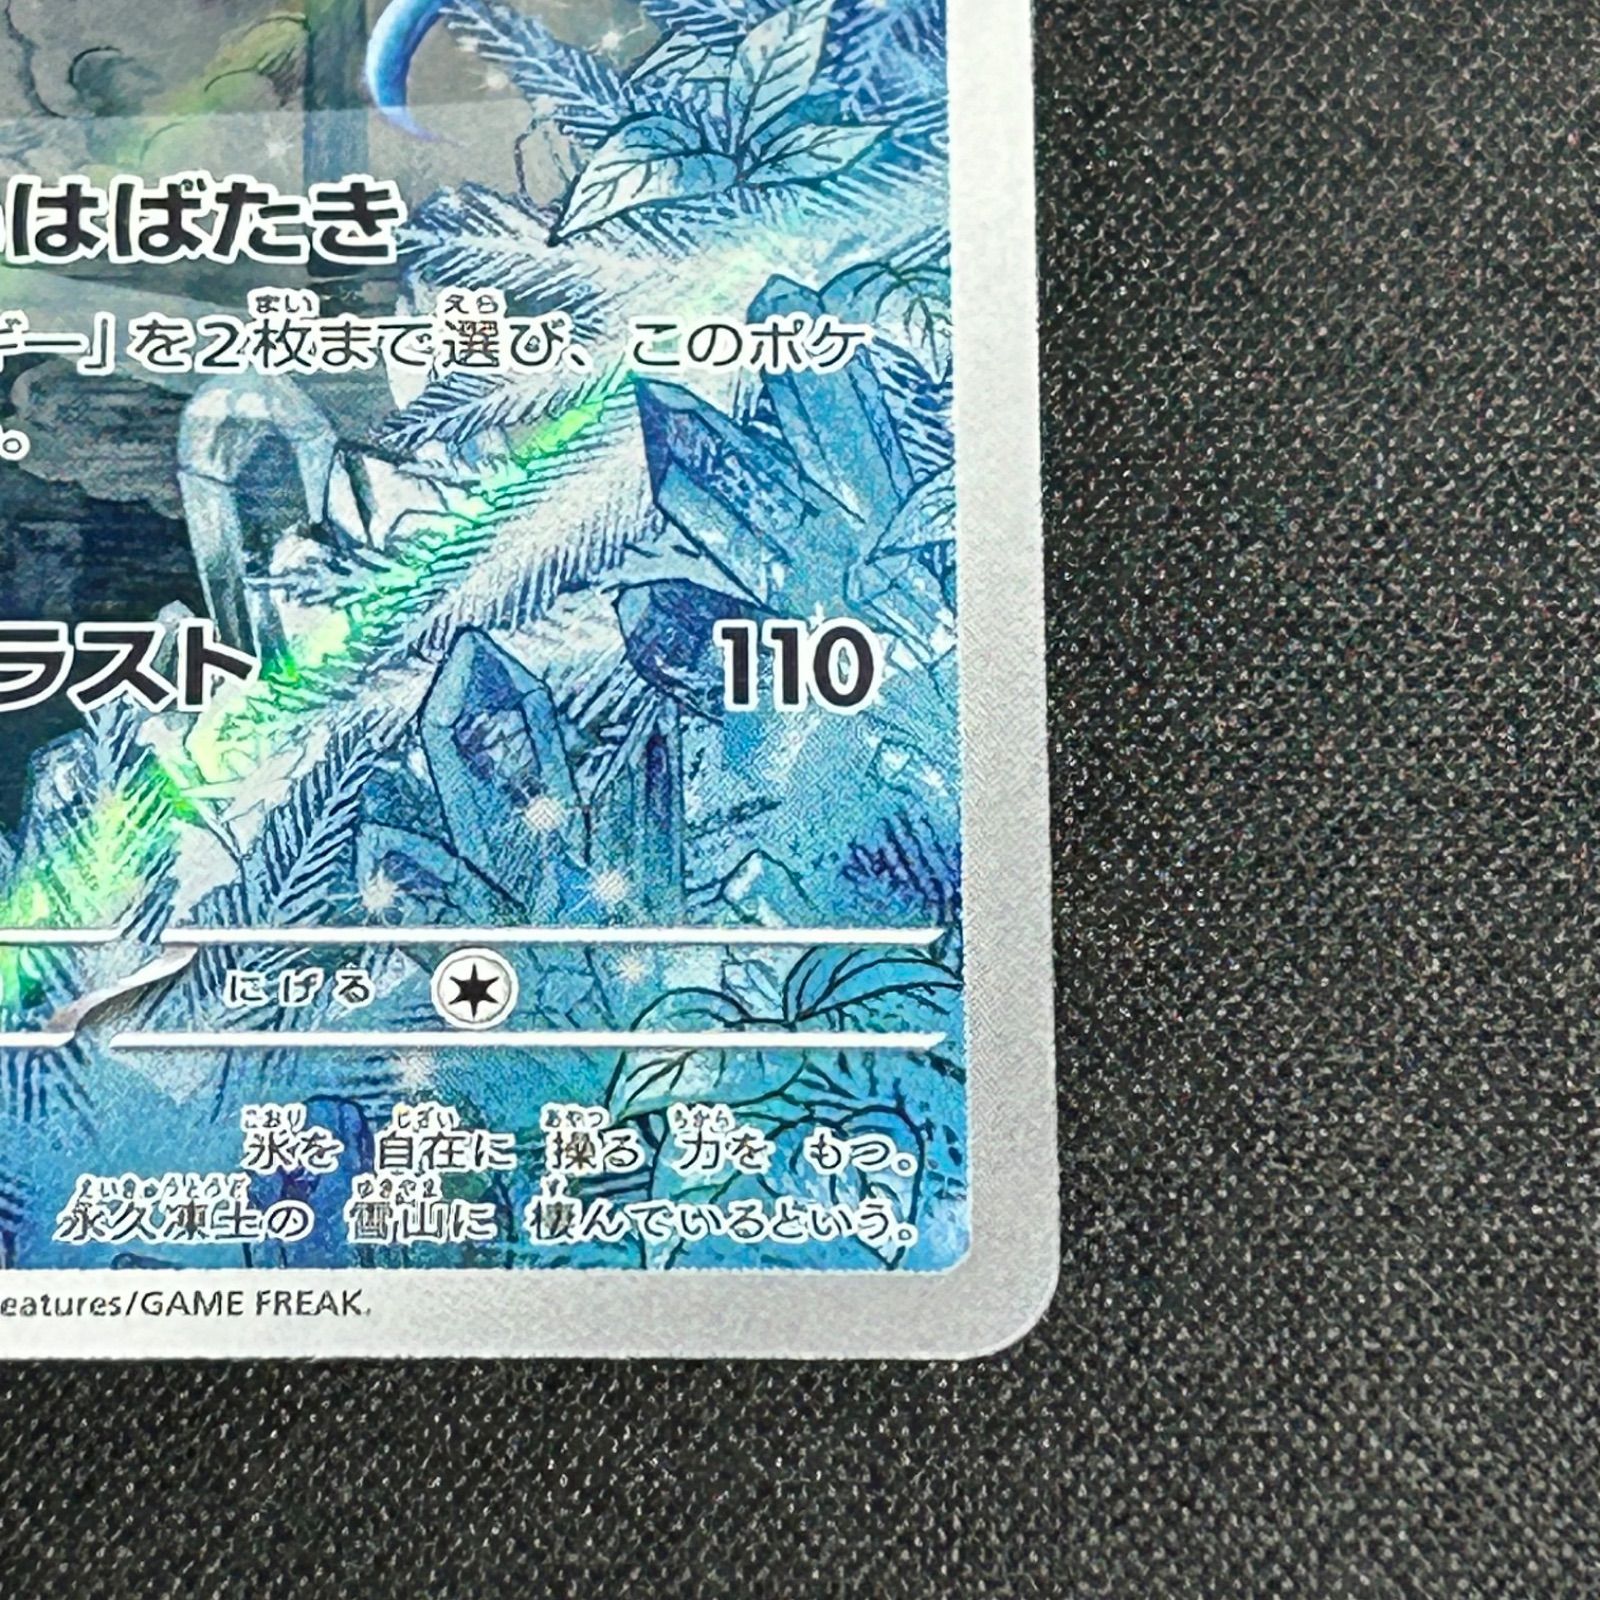 はばたき
ギー」を2枚まで選び、このポケ
。
ラスト 110
にげる
氷を 自在に 操る 力を もつ。
永久凍土の 雪山に 棲んでいるという。
eatures/GAME FREAK.